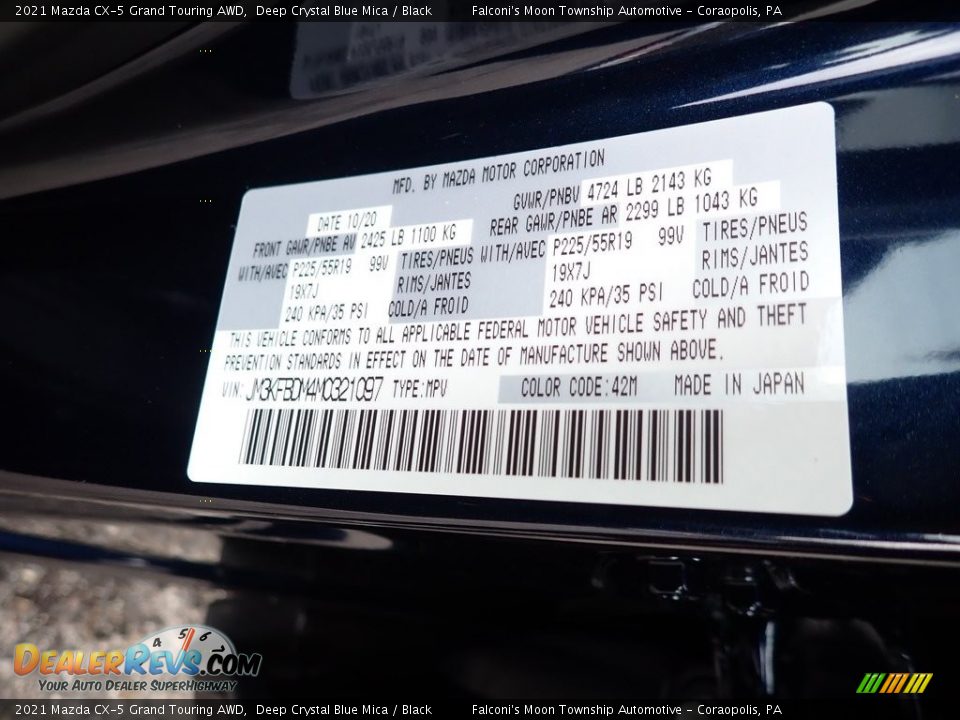 2021 Mazda CX-5 Grand Touring AWD, Deep Crystal Blue Mica / Black Falconi's Moon Township Automotive - Coraopolis, PA
MFD. BY MAZDA MOTOR CORPORATION
DATE 10/20 GVWR/PNBV 4724 LB 2143 KG
FRONT GAWR/PNBE AV 2425 LB 1100 KG REAR GAWR/PNBE AR 2299 LB 1043 KG
WITH/AVEC P225/55R19 99V TIRES/PNEUS WITH/AVEC P225/55R19 99V TIRES/PNEUS
19X7J RIMS/JANTES 19X7J RIMS/JANTES
240 KPA/35 PSI COLD/A FROID 240 KPA/35 PSI COLD/A FROID
THIS VEHICLE CONFORMS TO ALL APPLICABLE FEDERAL MOTOR VEHICLE SAFETY AND THEFT
PREVENTION STANDARDS IN EFFECT ON THE DATE OF MANUFACTURE SHOWN ABOVE.
VIN: JM3KFBDM4M0321097 TYPE:MPV COLOR CODE:42M MADE IN JAPAN
4 5 6
DEALERREVS.COM
YOUR AUTO DEALER SUPERHIGHWAY
2021 Mazda CX-5 Grand Touring AWD, Deep Crystal Blue Mica / Black Falconi's Moon Township Automotive - Coraopolis, PA